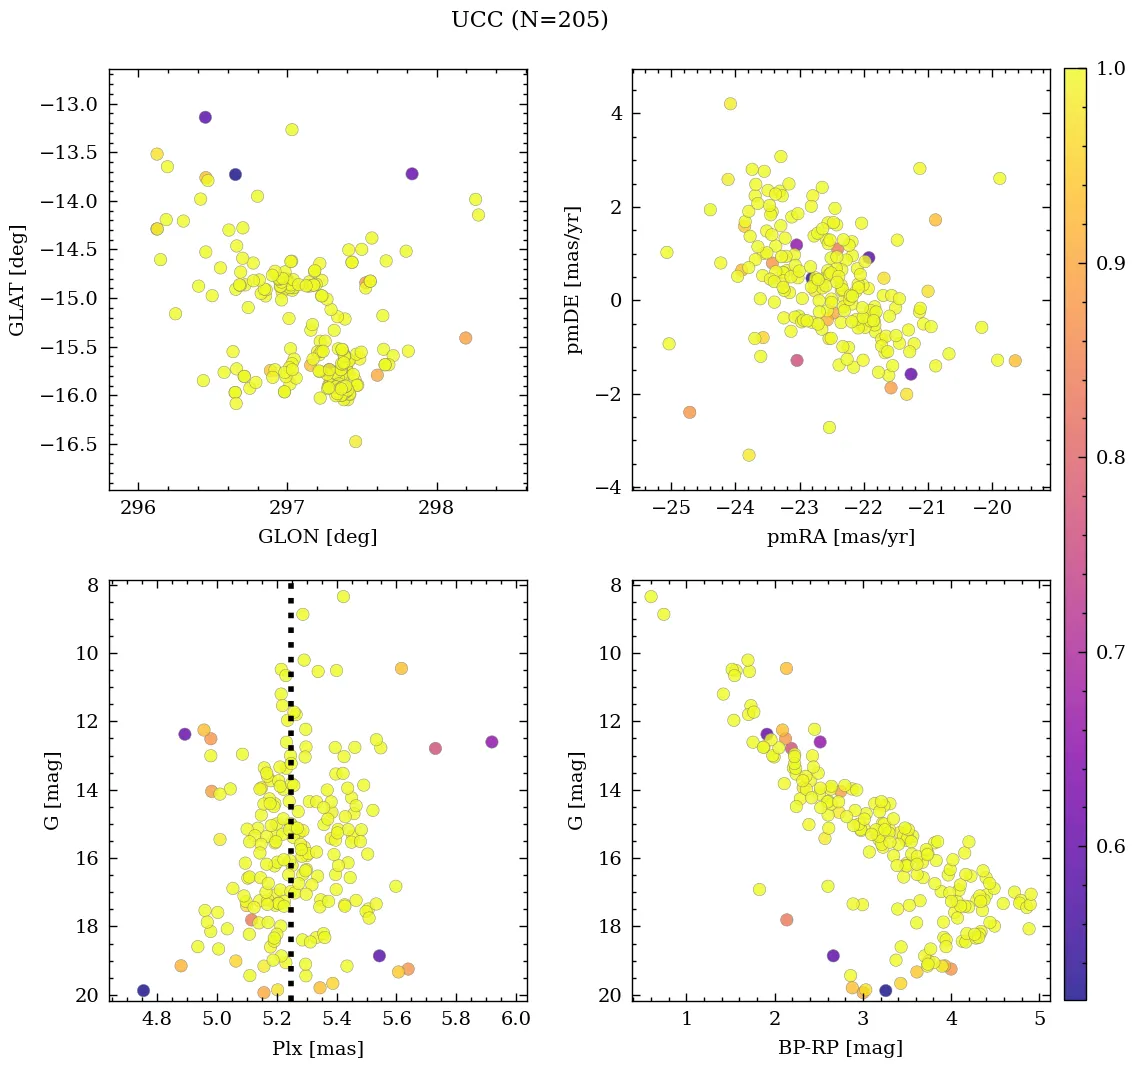 UCC (N=205)
−13.0
−13.5
−14.0
−14.5
−15.0
−15.5
−16.0
−16.5
GLAT [deg]
296 297 298
GLON [deg]
4
2
0
−2
−4
pmDE [mas/yr]
−25 −24 −23 −22 −21 −20
pmRA [mas/yr]
8
10
12
14
16
18
20
G [mag]
4.8 5.0 5.2 5.4 5.6 5.8 6.0
Plx [mas]
8
10
12
14
16
18
20
G [mag]
1 2 3 4 5
BP-RP [mag]
1.0
0.9
0.8
0.7
0.6